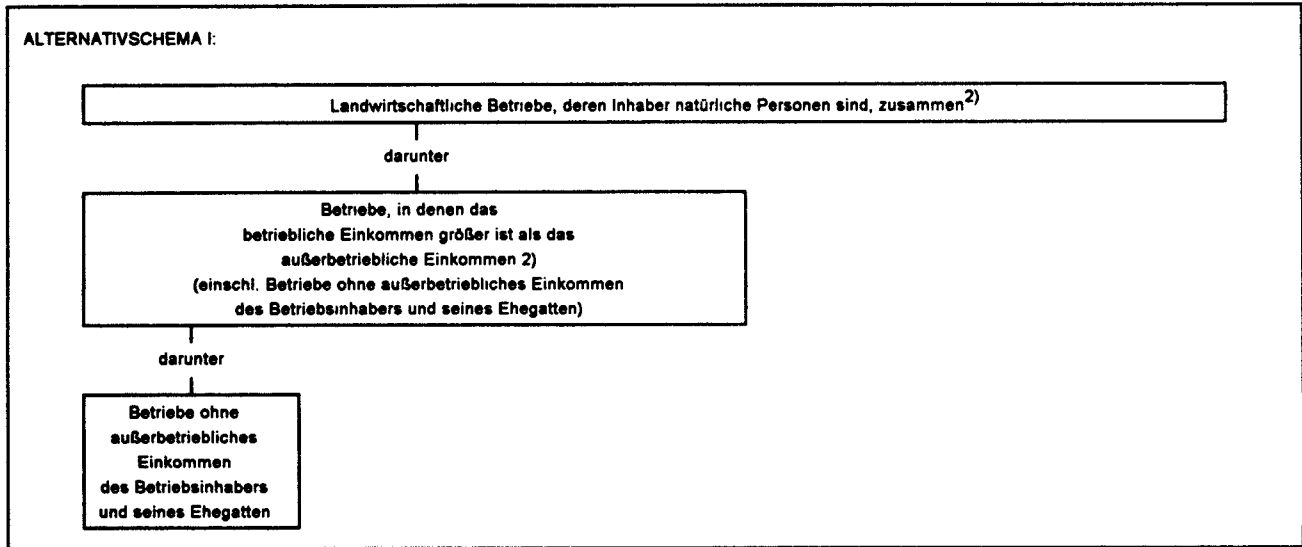 ALTERNATIVSCHEMA I:
Landwirtschaftliche Betriebe, deren Inhaber natürliche Personen sind, zusammen2)
darunter
Betriebe, in denen das
betriebliche Einkommen größer ist als das
außerbetriebliche Einkommen 2)
(einschl. Betriebe ohne außerbetriebliches Einkommen
des Betriebsinhabers und seines Ehegatten)
darunter
Betriebe ohne
außerbetriebliches
Einkommen
des Betriebsinhabers
und seines Ehegatten